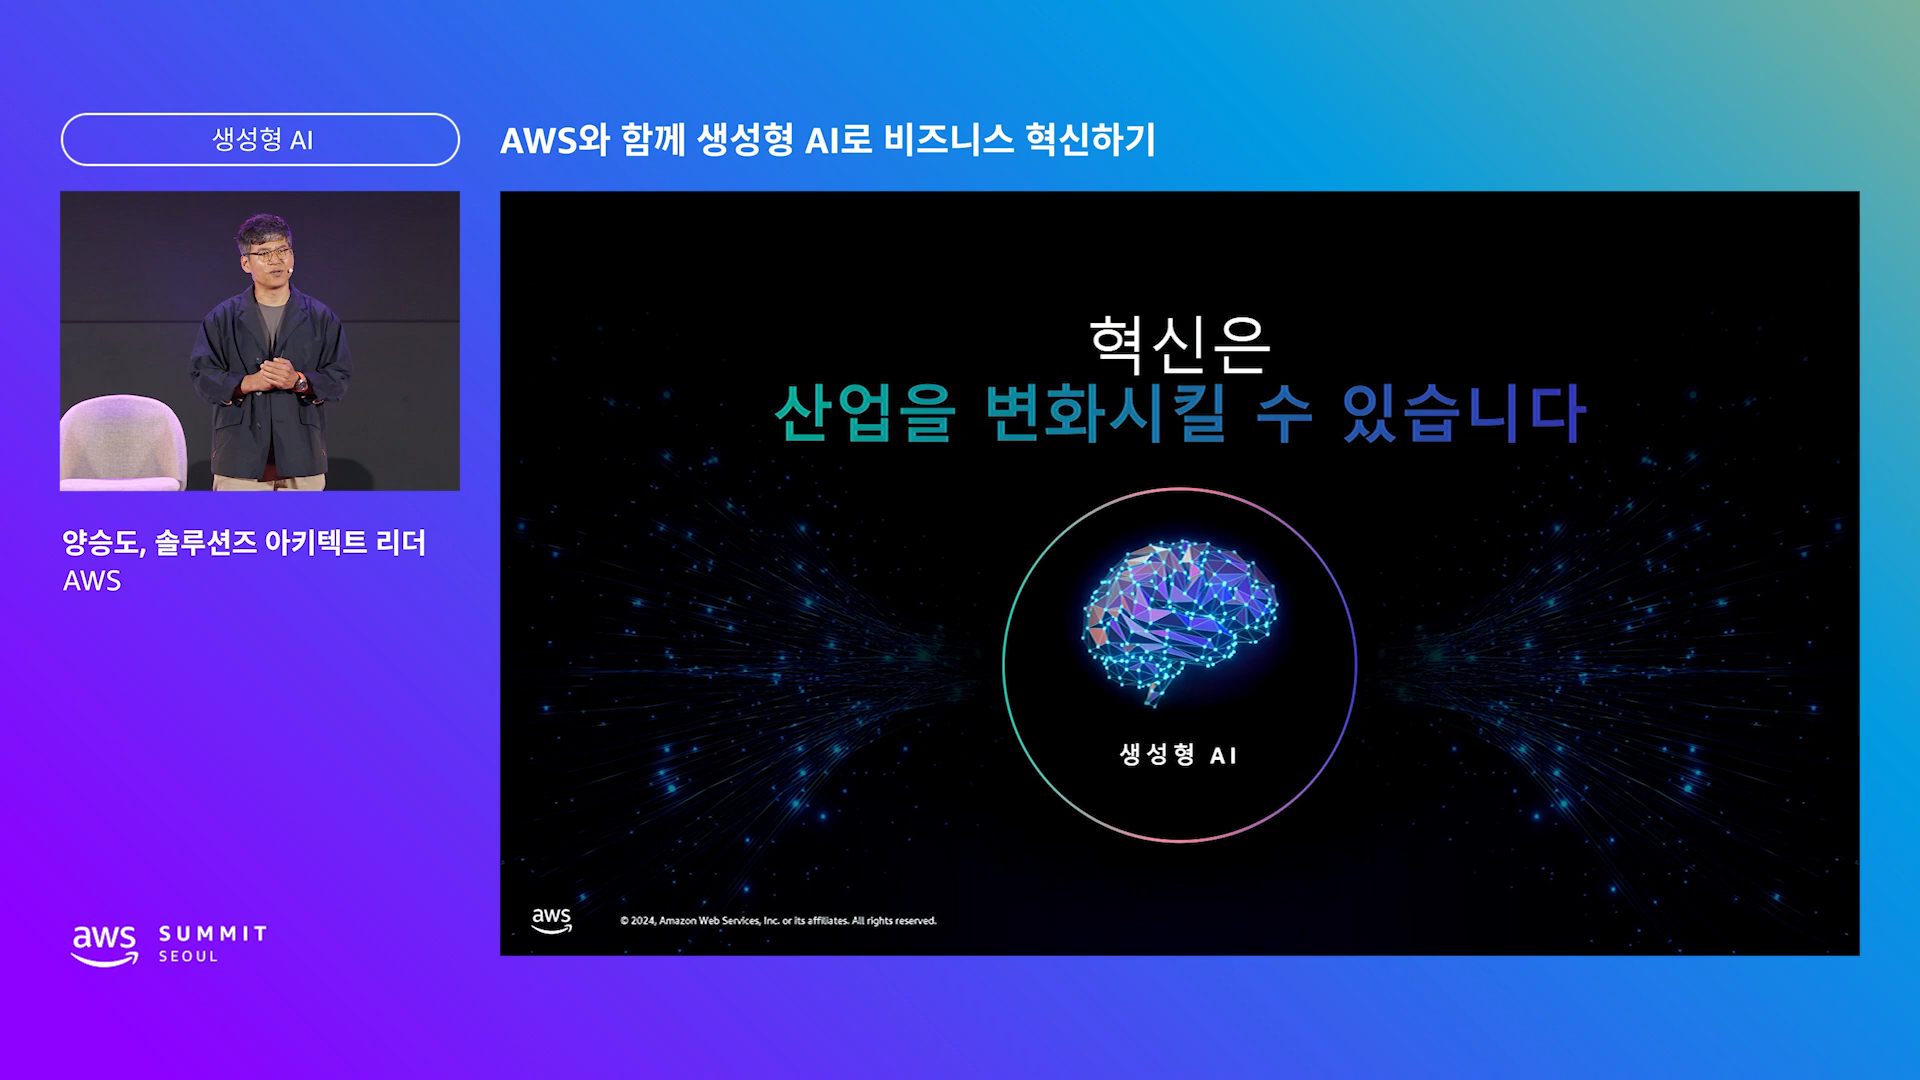 생성형 AI
AWS와 함께 생성형 AI로 비즈니스 혁신하기
양승도, 솔루션즈 아키텍트 리더
AWS
혁신은
산업을 변화시킬 수 있습니다
생성형 AI
aws
© 2024, Amazon Web Services, Inc. or its affiliates. All rights reserved.
aws SUMMIT
SEOUL